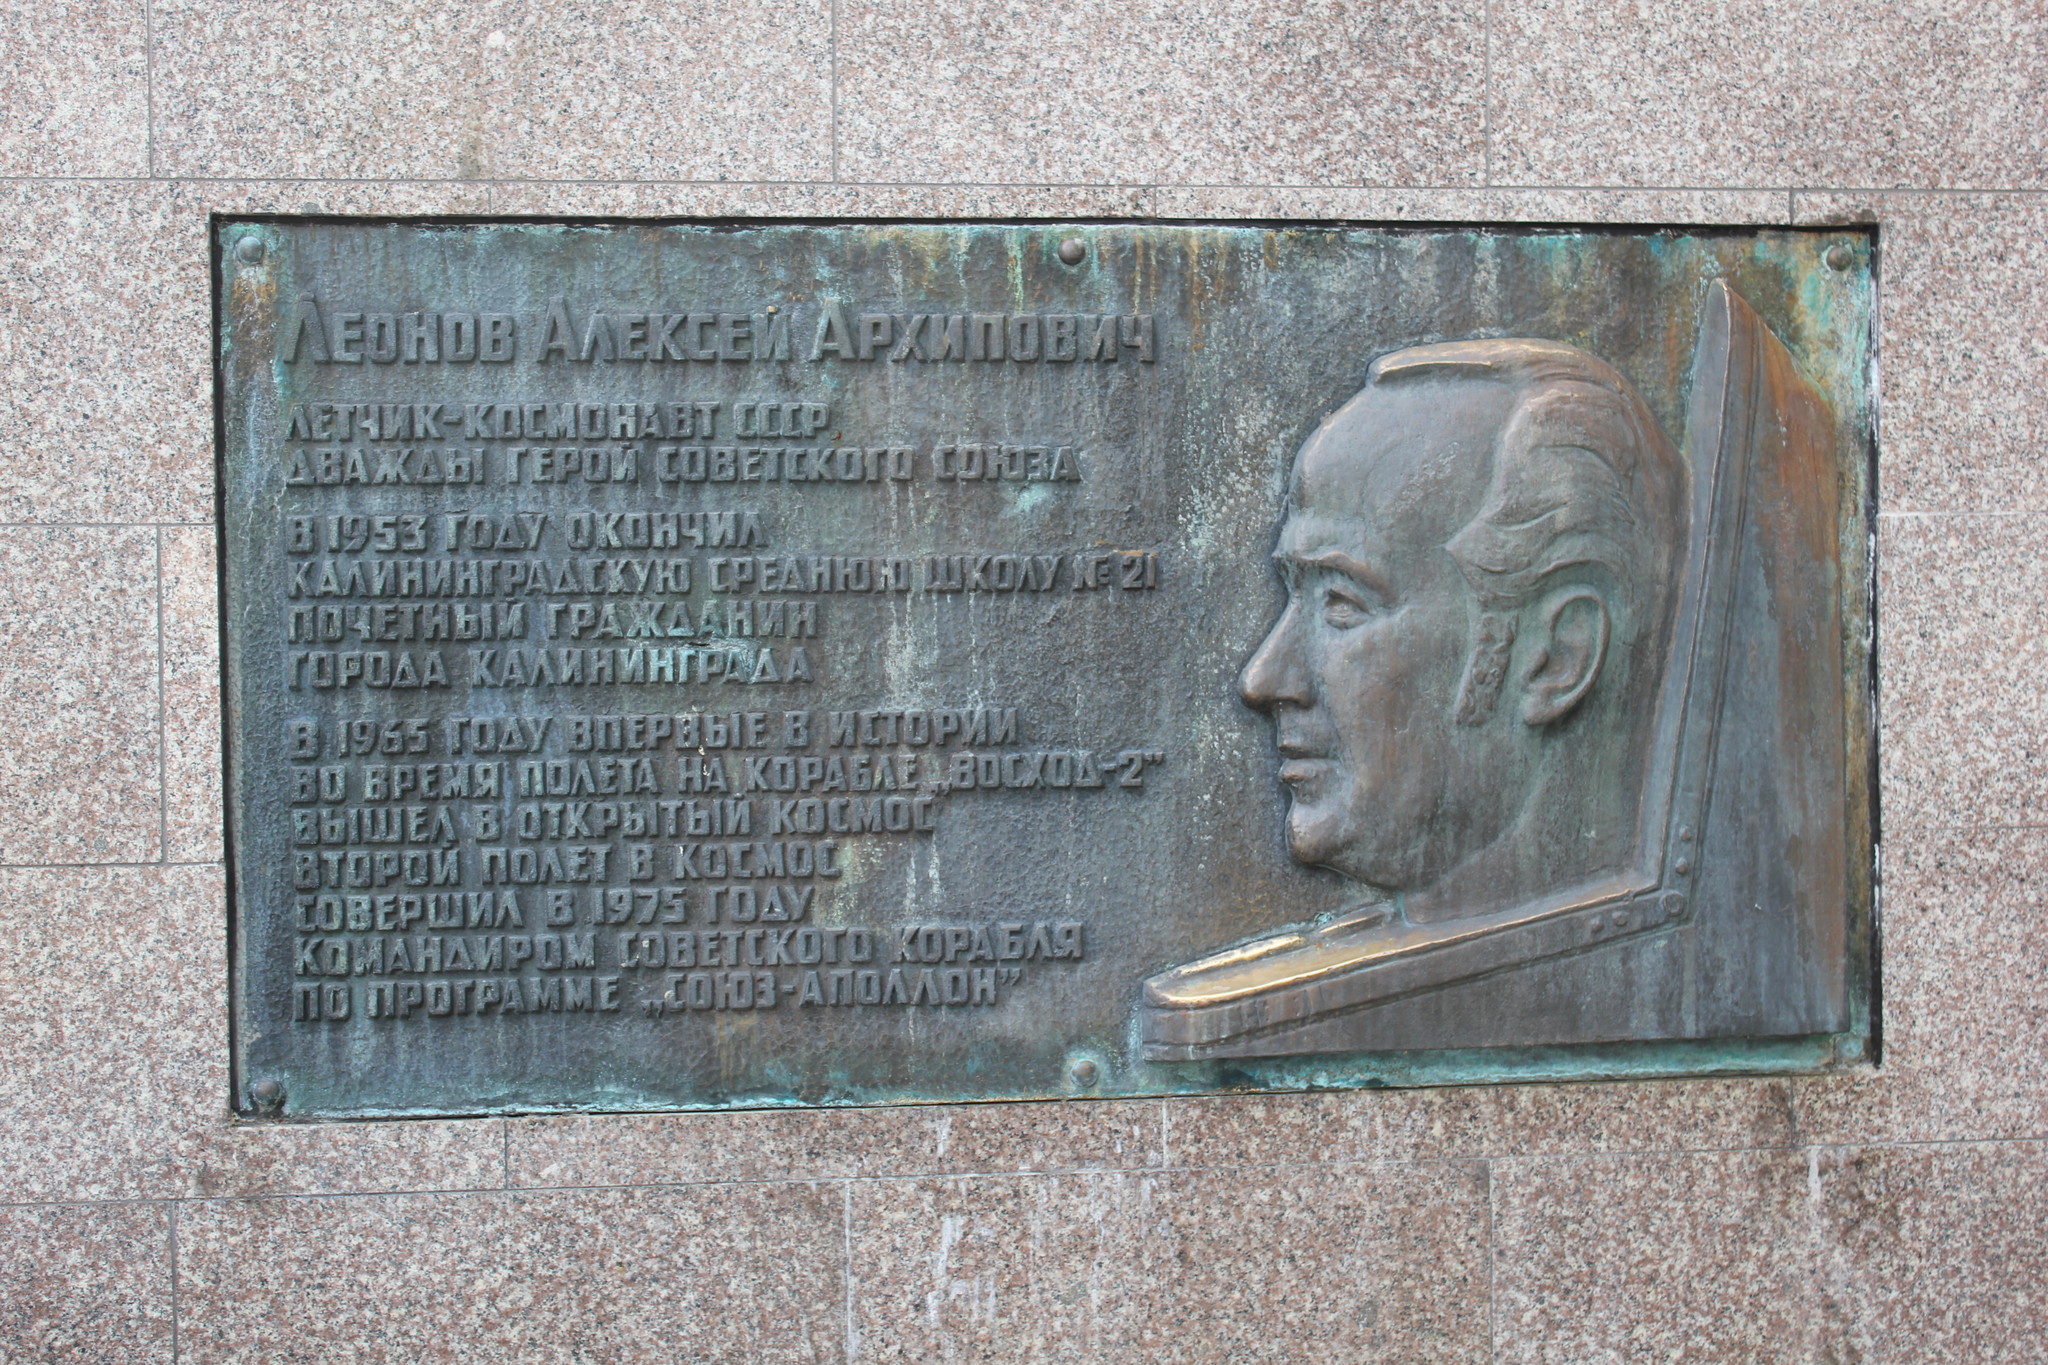 Леонов Алексей Архипович
ЛЕТЧИК-КОСМОНАВТ СССР
ДВАЖДЫ ГЕРОЙ СОВЕТСКОГО СОЮЗА
В 1953 ГОДУ ОКОНЧИЛ
КАЛИНИНГРАДСКУЮ СРЕДНЮЮ ШКОЛУ № 21
ПОЧЕТНЫЙ ГРАЖДАНИН
ГОРОДА КАЛИНИНГРАДА
В 1965 ГОДУ ВПЕРВЫЕ В ИСТОРИИ
ВО ВРЕМЯ ПОЛЕТА НА КОРАБЛЕ „ВОСХОД-2”
ВЫШЕЛ В ОТКРЫТЫЙ КОСМОС
ВТОРОЙ ПОЛЕТ В КОСМОС
СОВЕРШИЛ В 1975 ГОДУ
КОМАНДИРОМ СОВЕТСКОГО КОРАБЛЯ
ПО ПРОГРАММЕ „СОЮЗ-АПОЛЛОН”